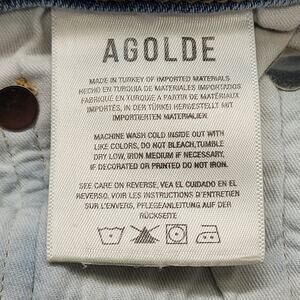 AGOLDE
MADE IN TURKEY OF IMPORTED MATERIALS
HECHO EN TURQUIA DE MATERIALES IMPORTADOS
FABRIQUÉ EN TURQUIE A PARTIR DE MATÉRIAUX
IMPORTÉS, IN DER TÜRKEI HERGESTELLT MIT
IMPORTIERTEN MATERIALIEN
MACHINE WASH COLD INSIDE OUT WITH
LIKE COLORS, DO NOT BLEACH,TUMBLE
DRY LOW, IRON MEDIUM IF NECESSARY,
IF DECORATED OR PRINTED DO NOT IRON.
SEE CARE ON REVERSE, VEA EL CUIDADO EN EL
REVERSO, VOIR LES INSTRUCTIONS D'ENTRETIEN
SUR L'ENVERS, PFLEGEANLEITUNG AUF DER
RÜCKSEITE